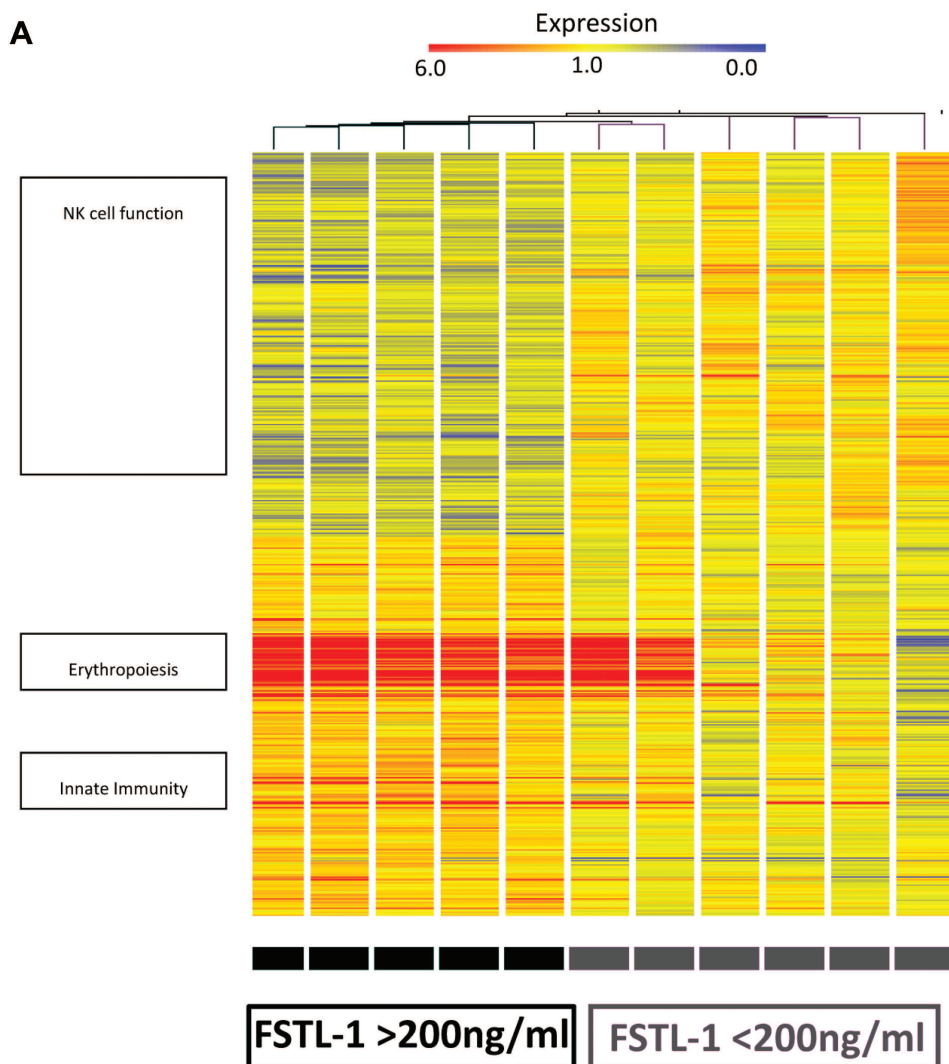 A
Expression
6.0 1.0 0.0
NK cell function
Erythropoiesis
Innate Immunity
FSTL-1 >200ng/ml FSTL-1 <200ng/ml